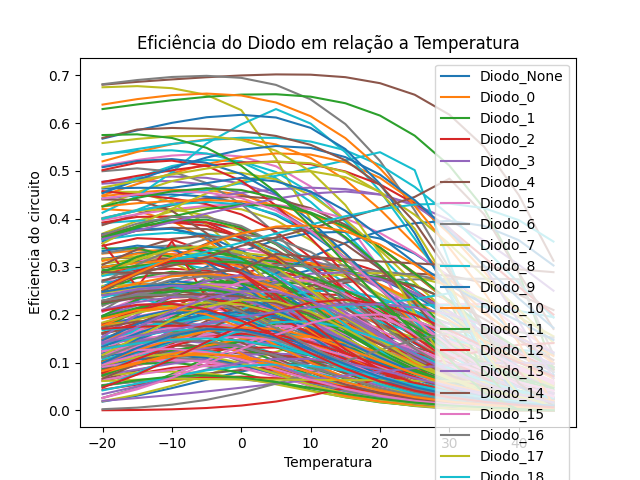 Eficiência do Diodo em relação a Temperatura
Eficiencia do circuito
0.7
0.6
0.5
0.4
0.3
0.2
0.1
0.0
−20
−10
0
10
20
30
40
Temperatura
Diodo_None
Diodo_0
Diodo_1
Diodo_2
Diodo_3
Diodo_4
Diodo_5
Diodo_6
Diodo_7
Diodo_8
Diodo_9
Diodo_10
Diodo_11
Diodo_12
Diodo_13
Diodo_14
Diodo_15
Diodo_16
Diodo_17
Diodo_18